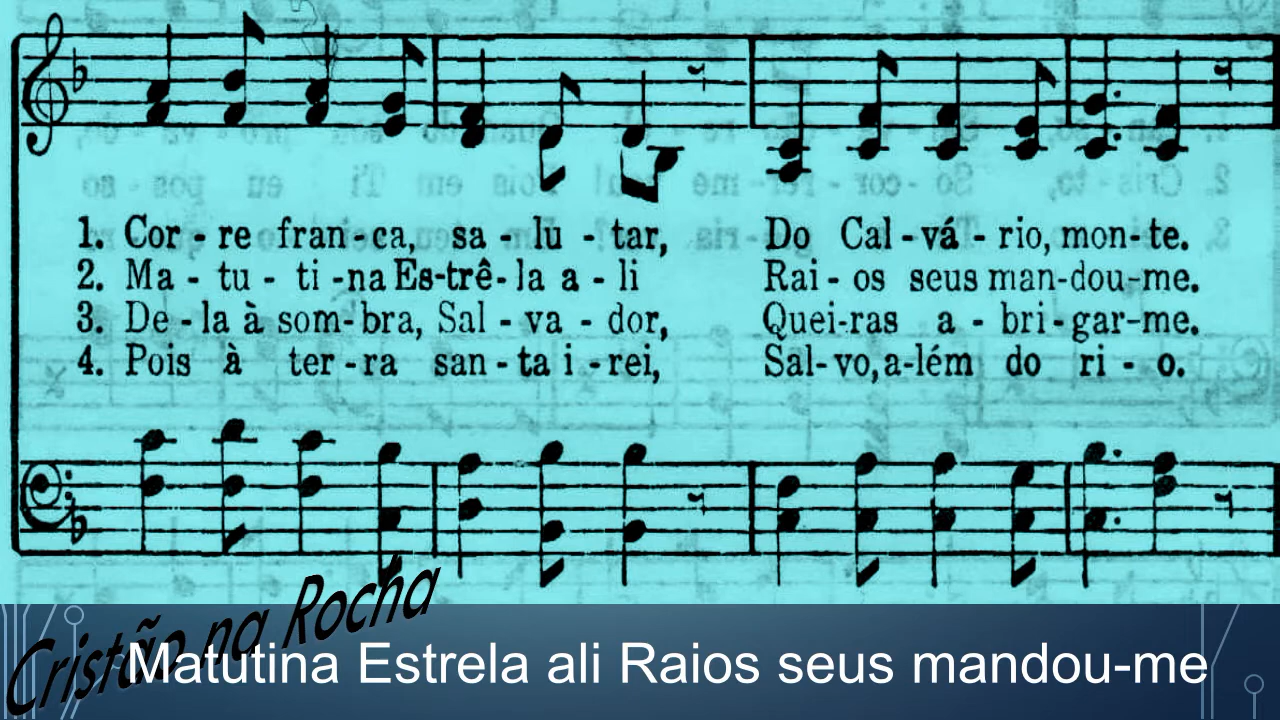 1. Cor - re fran - ca, sa - lu - tar, Do Cal - vá - rio, mon - te.
2. Ma - tu - ti - na Es - trê - la a - li Rai - os seus man - dou - me.
3. De - la à som - bra, Sal - va - dor, Quei - ras a - bri - gar - me.
4. Pois à ter - ra san - ta i - rei, Sal - vo, a - lém do ri - o.
Cristão na Rocha
Matutina Estrela ali Raios seus mandou-me